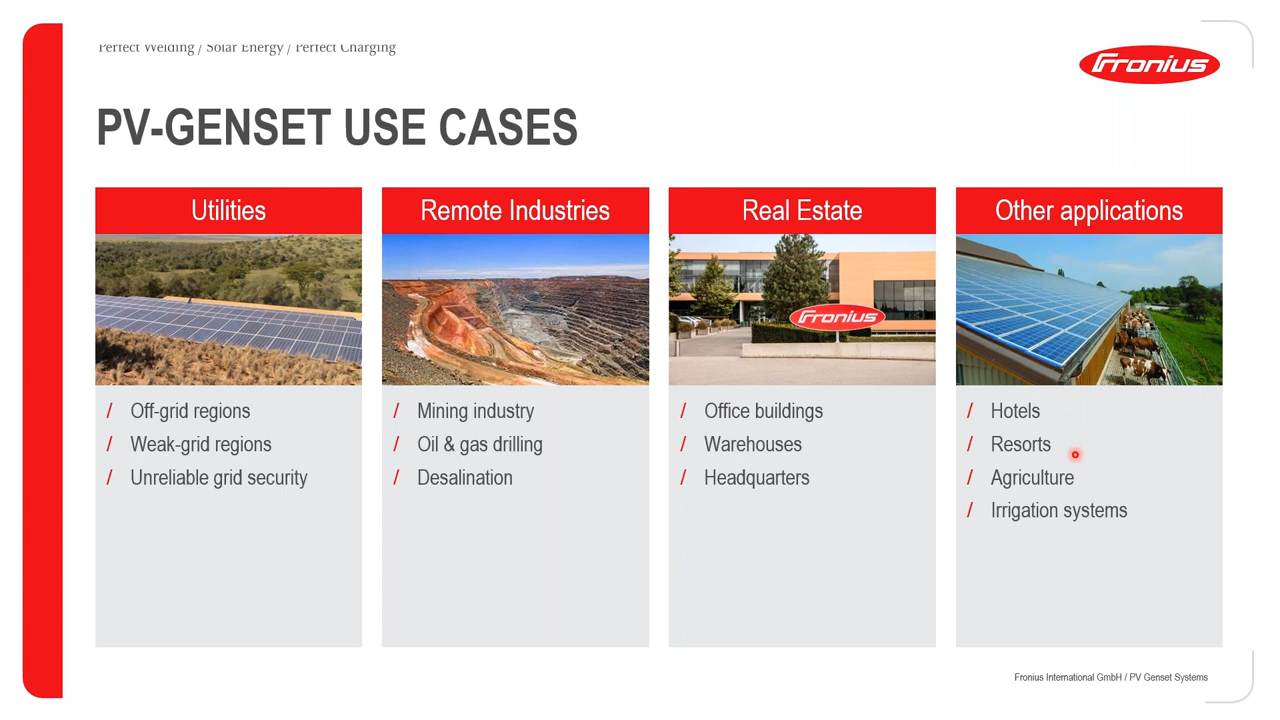 Perfect Welding / Solar Energy / Perfect Charging
Fronius
PV-GENSET USE CASES
Utilities
/ Off-grid regions
/ Weak-grid regions
/ Unreliable grid security
Remote Industries
/ Mining industry
/ Oil & gas drilling
/ Desalination
Real Estate
Fronius
/ Office buildings
/ Warehouses
/ Headquarters
Other applications
/ Hotels
/ Resorts
/ Agriculture
/ Irrigation systems
Fronius International GmbH / PV Genset Systems